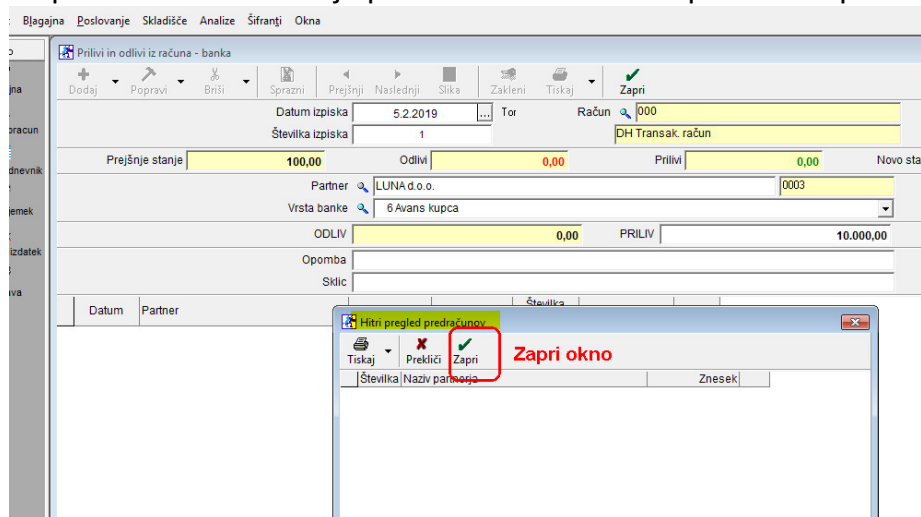 Blagajna Poslovanje Skladišče Analize Šifranti Okna
Prilivi in odlivi iz računa - banka
Dodaj Popravi Briši Sprazni Prejšnji Naslednji Slika Zakleni Tiskaj Zapri
Datum izpiska 5.2.2019 ... Tor Račun 000
Številka izpiska 1 DH Transak. račun
Prejšnje stanje 100,00 Odlivi 0,00 Prilivi 0,00 Novo sta
Partner LUNA d.o.o. 0003
Vrsta banke 6 Avans kupca
ODLIV 0,00 PRILIV 10.000,00
Opomba
Sklic
Datum Partner Številka
Hitri pregled predračunov
Tiskaj Prekliči Zapri Zapri okno
Številka Naziv partnerja Znesek
jna
oracun
dnevnik
jemek
izdatek
ava